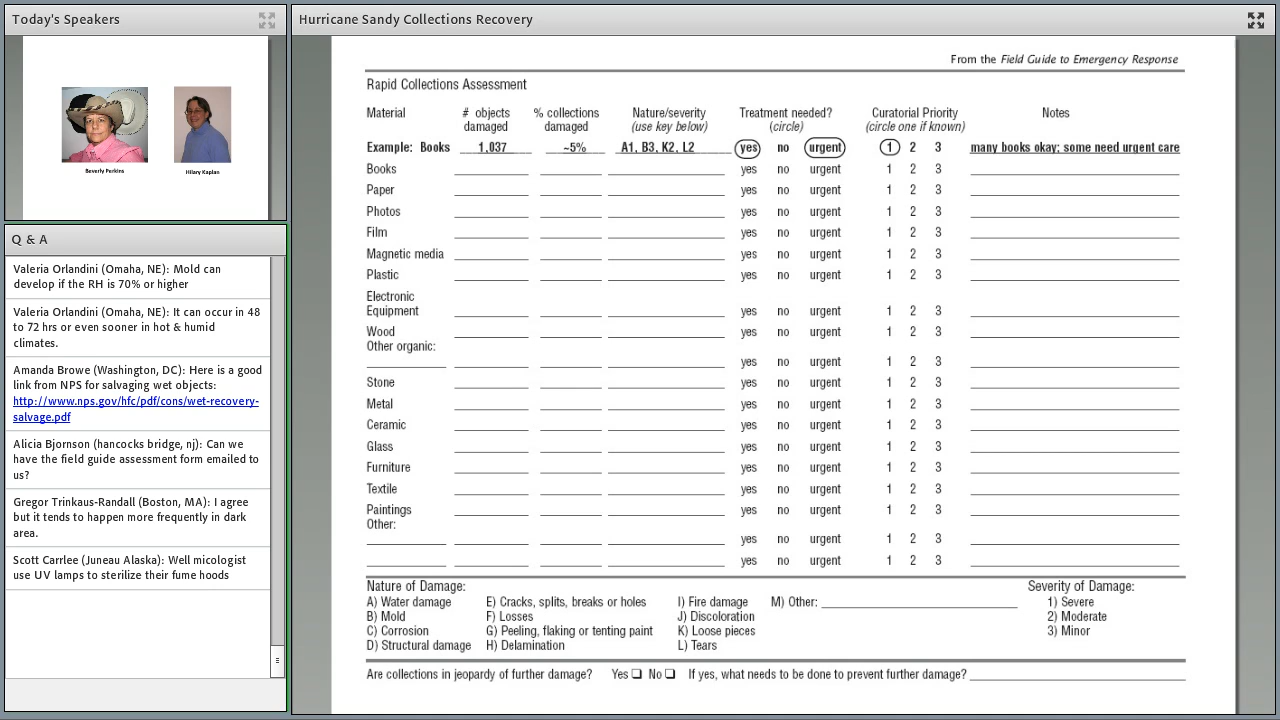 Today's Speakers
Beverly Perkins
Hilary Kaplan
Q & A
Valeria Orlandini (Omaha, NE): Mold can
develop if the RH is 70% or higher
Valeria Orlandini (Omaha, NE): It can occur in 48
to 72 hrs or even sooner in hot & humid
climates.
Amanda Browe (Washington, DC): Here is a good
link from NPS for salvaging wet objects:
http://www.nps.gov/hfc/pdf/cons/wet-recovery-
salvage.pdf
Alicia Bjornson (hancocks bridge, nj): Can we
have the field guide assessment form emailed to
us?
Gregor Trinkaus-Randall (Boston, MA): I agree
but it tends to happen more frequently in dark
area.
Scott Carrlee (Juneau Alaska): Well micologist
use UV lamps to sterilize their fume hoods
Hurricane Sandy Collections Recovery
From the Field Guide to Emergency Response
Rapid Collections Assessment
Material # objects % collections Nature/severity Treatment needed? Curatorial Priority Notes
damaged damaged (use key below) (circle) (circle one if known)
Example: Books 1,037 ~5% A1, B3, K2, L2 yes no urgent 1 2 3 many books okay; some need urgent care
Books yes no urgent 1 2 3
Paper yes no urgent 1 2 3
Photos yes no urgent 1 2 3
Film yes no urgent 1 2 3
Magnetic media yes no urgent 1 2 3
Plastic yes no urgent 1 2 3
Electronic
Equipment yes no urgent 1 2 3
Wood yes no urgent 1 2 3
Other organic:
yes no urgent 1 2 3
Stone yes no urgent 1 2 3
Metal yes no urgent 1 2 3
Ceramic yes no urgent 1 2 3
Glass yes no urgent 1 2 3
Furniture yes no urgent 1 2 3
Textile yes no urgent 1 2 3
Paintings yes no urgent 1 2 3
Other:
yes no urgent 1 2 3
yes no urgent 1 2 3
Nature of Damage: Severity of Damage:
A) Water damage E) Cracks, splits, breaks or holes I) Fire damage M) Other: 1) Severe
B) Mold F) Losses J) Discoloration 2) Moderate
C) Corrosion G) Peeling, flaking or tenting paint K) Loose pieces 3) Minor
D) Structural damage H) Delamination L) Tears
Are collections in jeopardy of further damage? Yes ❑ No ❑ If yes, what needs to be done to prevent further damage?